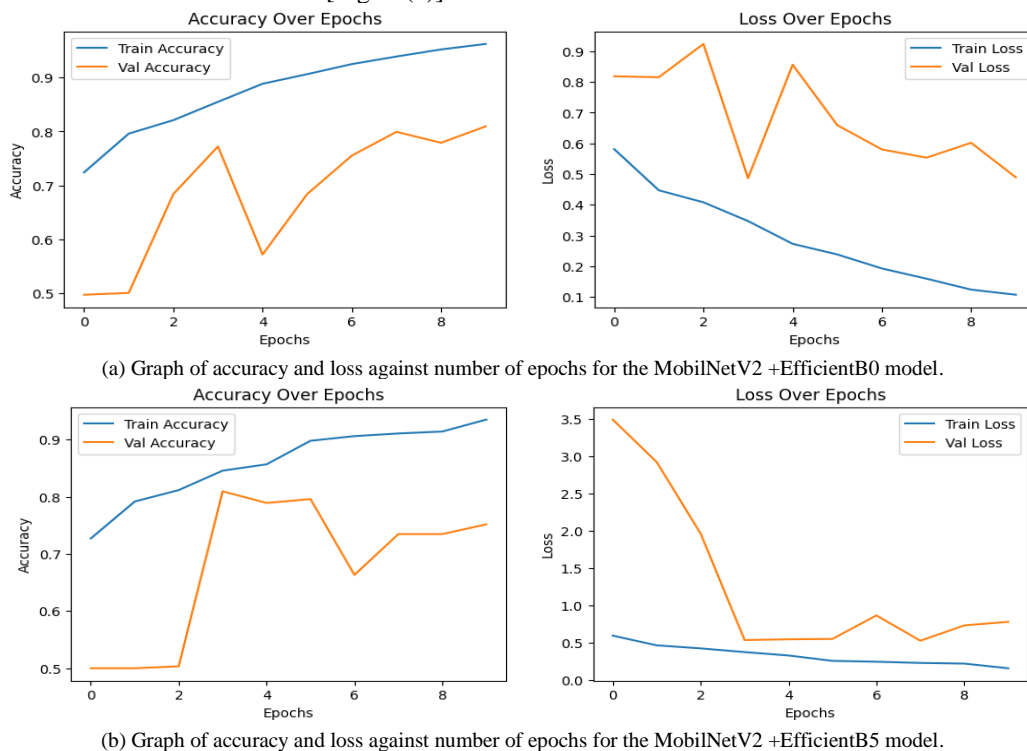 Accuracy Over Epochs
Train Accuracy
Val Accuracy
0.9
0.8
0.7
0.6
0.5
Accuracy
0 2 4 6 8
Epochs
Loss Over Epochs
Train Loss
Val Loss
0.9
0.8
0.7
0.6
0.5
0.4
0.3
0.2
0.1
Loss
0 2 4 6 8
Epochs
(a) Graph of accuracy and loss against number of epochs for the MobilNetV2 +EfficientB0 model.
Accuracy Over Epochs
Train Accuracy
Val Accuracy
0.9
0.8
0.7
0.6
0.5
Accuracy
0 2 4 6 8
Epochs
Loss Over Epochs
Train Loss
Val Loss
3.5
3.0
2.5
2.0
1.5
1.0
0.5
0.0
Loss
0 2 4 6 8
Epochs
(b) Graph of accuracy and loss against number of epochs for the MobilNetV2 +EfficientB5 model.